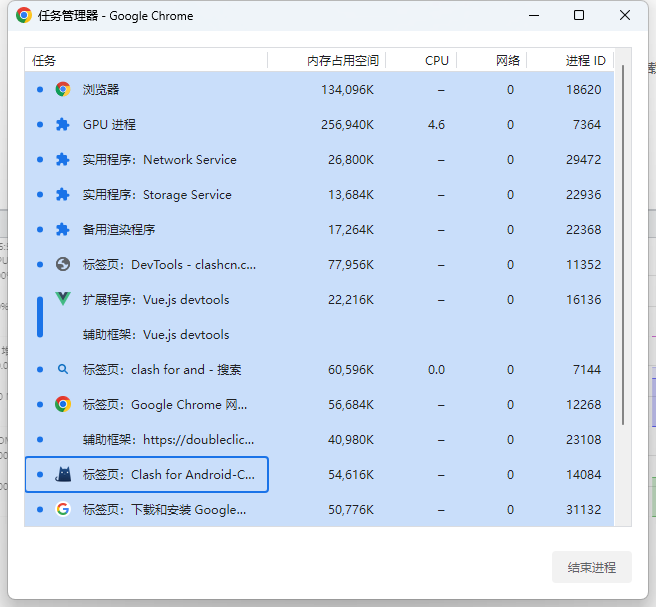 任务管理器 - Google Chrome
任务 内存占用空间 CPU 网络 进程 ID
浏览器 134,096K – 0 18620
GPU 进程 256,940K 4.6 0 7364
实用程序：Network Service 26,800K – 0 29472
实用程序：Storage Service 13,684K – 0 22936
备用渲染程序 17,264K – 0 22368
标签页：DevTools - clashcn.c... 77,956K – 0 11352
扩展程序：Vue.js devtools 22,216K – 0 16136
辅助框架：Vue.js devtools
标签页：clash for and - 搜索 60,596K 0.0 0 7144
标签页：Google Chrome 网... 56,684K – 0 12268
辅助框架：https://doubleclic... 40,980K – 0 23108
标签页：Clash for Android-C... 54,616K – 0 14084
标签页：下载和安装 Google... 50,776K – 0 31132
结束进程